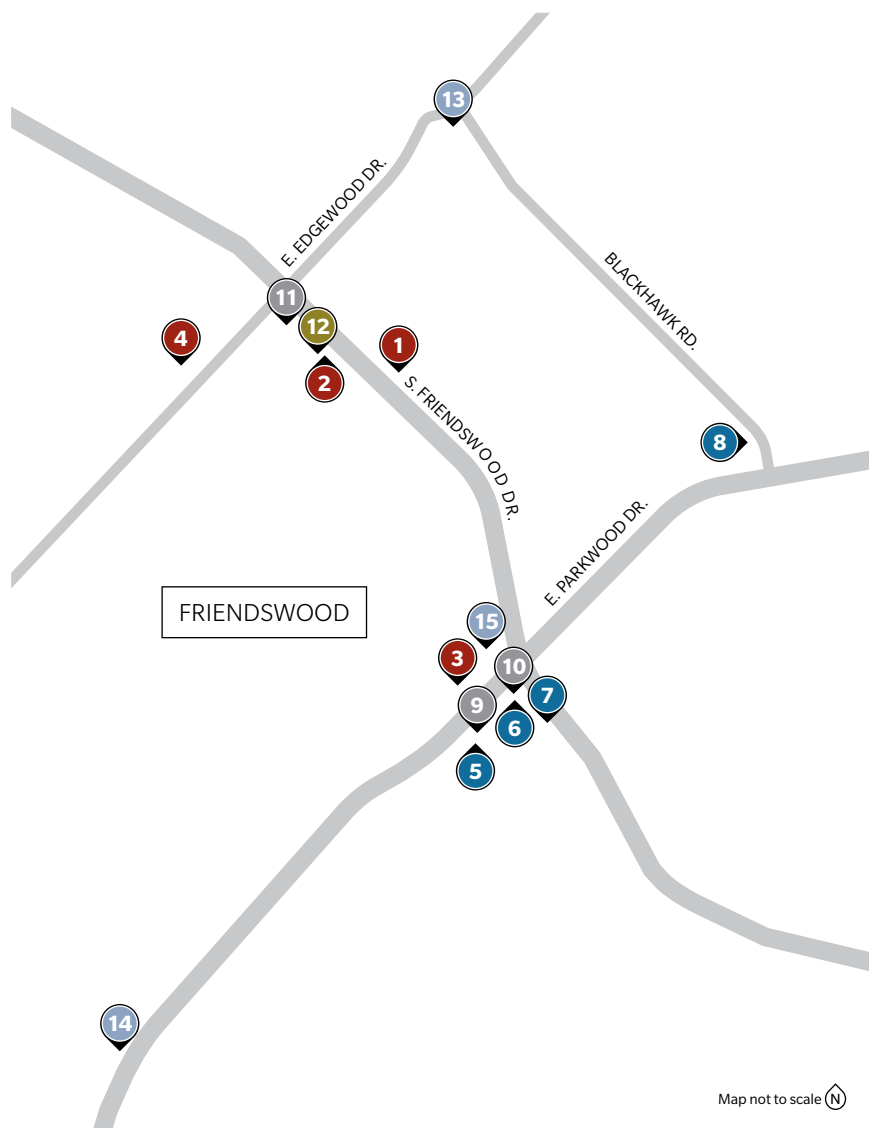 13
E. EDGEWOOD DR.
BLACKHAWK RD.
11
12
4
1
2
S. FRIENDSWOOD DR.
8
E. PARKWOOD DR.
FRIENDSWOOD
15
3
10
7
9
6
5
14
Map not to scale N